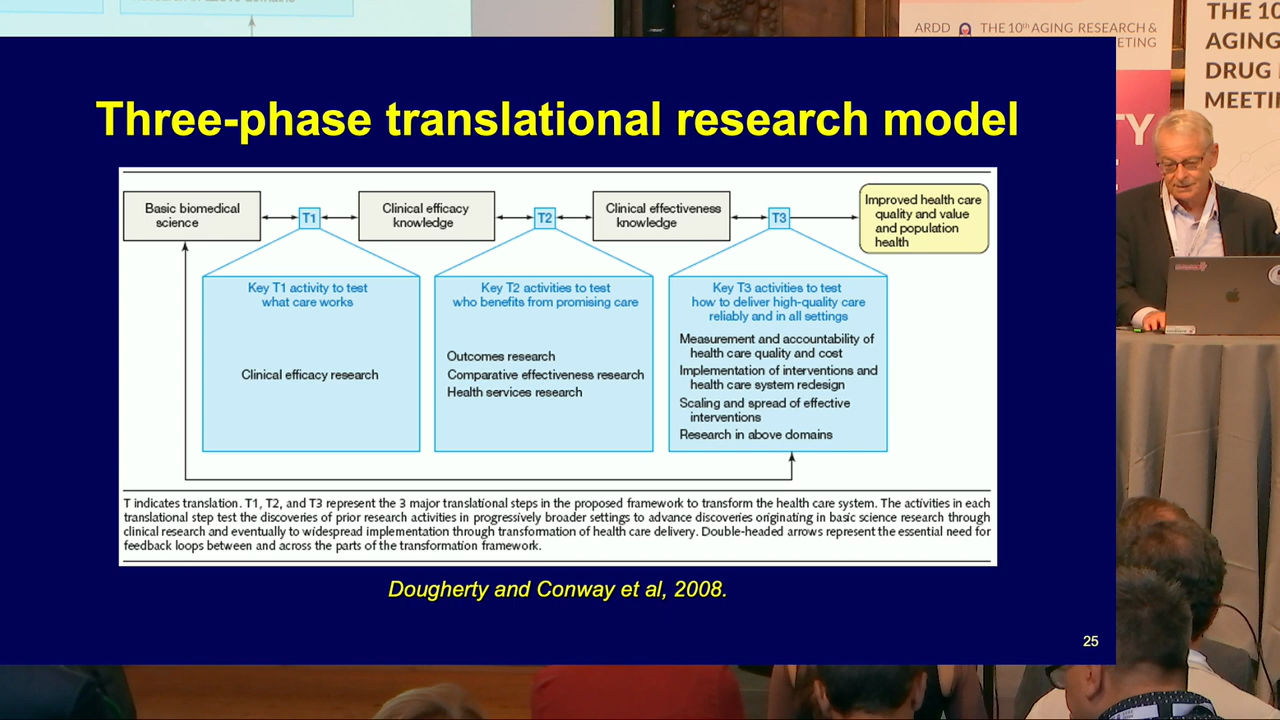 ARDD THE 10th AGING RESEARCH &
ETING
THE 10
AGING
DRUG
MEETI
TY
Three-phase translational research model
Basic biomedical
science
T1
Clinical efficacy
knowledge
T2
Clinical effectiveness
knowledge
T3
Improved health care
quality and value
and population
health
Key T1 activity to test
what care works
Clinical efficacy research
Key T2 activities to test
who benefits from promising care
Outcomes research
Comparative effectiveness research
Health services research
Key T3 activities to test
how to deliver high-quality care
reliably and in all settings
Measurement and accountability of
health care quality and cost
Implementation of interventions and
health care system redesign
Scaling and spread of effective
interventions
Research in above domains
T indicates translation. T1, T2, and T3 represent the 3 major translational steps in the proposed framework to transform the health care system. The activities in each
translational step test the discoveries of prior research activities in progressively broader settings to advance discoveries originating in basic science research through
clinical research and eventually to widespread implementation through transformation of health care delivery. Double-headed arrows represent the essential need for
feedback loops between and across the parts of the transformation framework.
Dougherty and Conway et al, 2008.
25